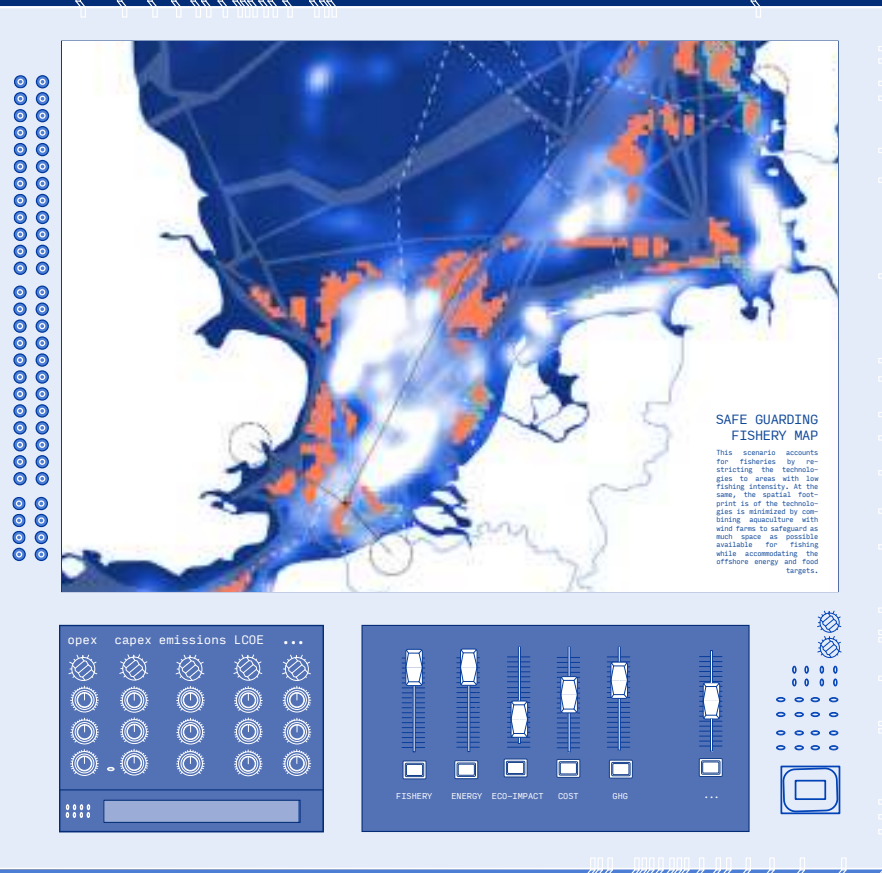 SAFE GUARDING
FISHERY MAP
This scenario accounts
for fisheries by re-
stricting the technolo-
gies to areas with low
fishing intensity. At the
same, the spatial foot-
print is of the technolo-
gies is minimized by com-
bining aquaculture with
wind farms to safeguard as
much space as possible
available for fishing
while accommodating the
offshore energy and food
targets.
opex capex emissions LCOE ...
FISHERY ENERGY ECO-IMPACT COST GHG ...